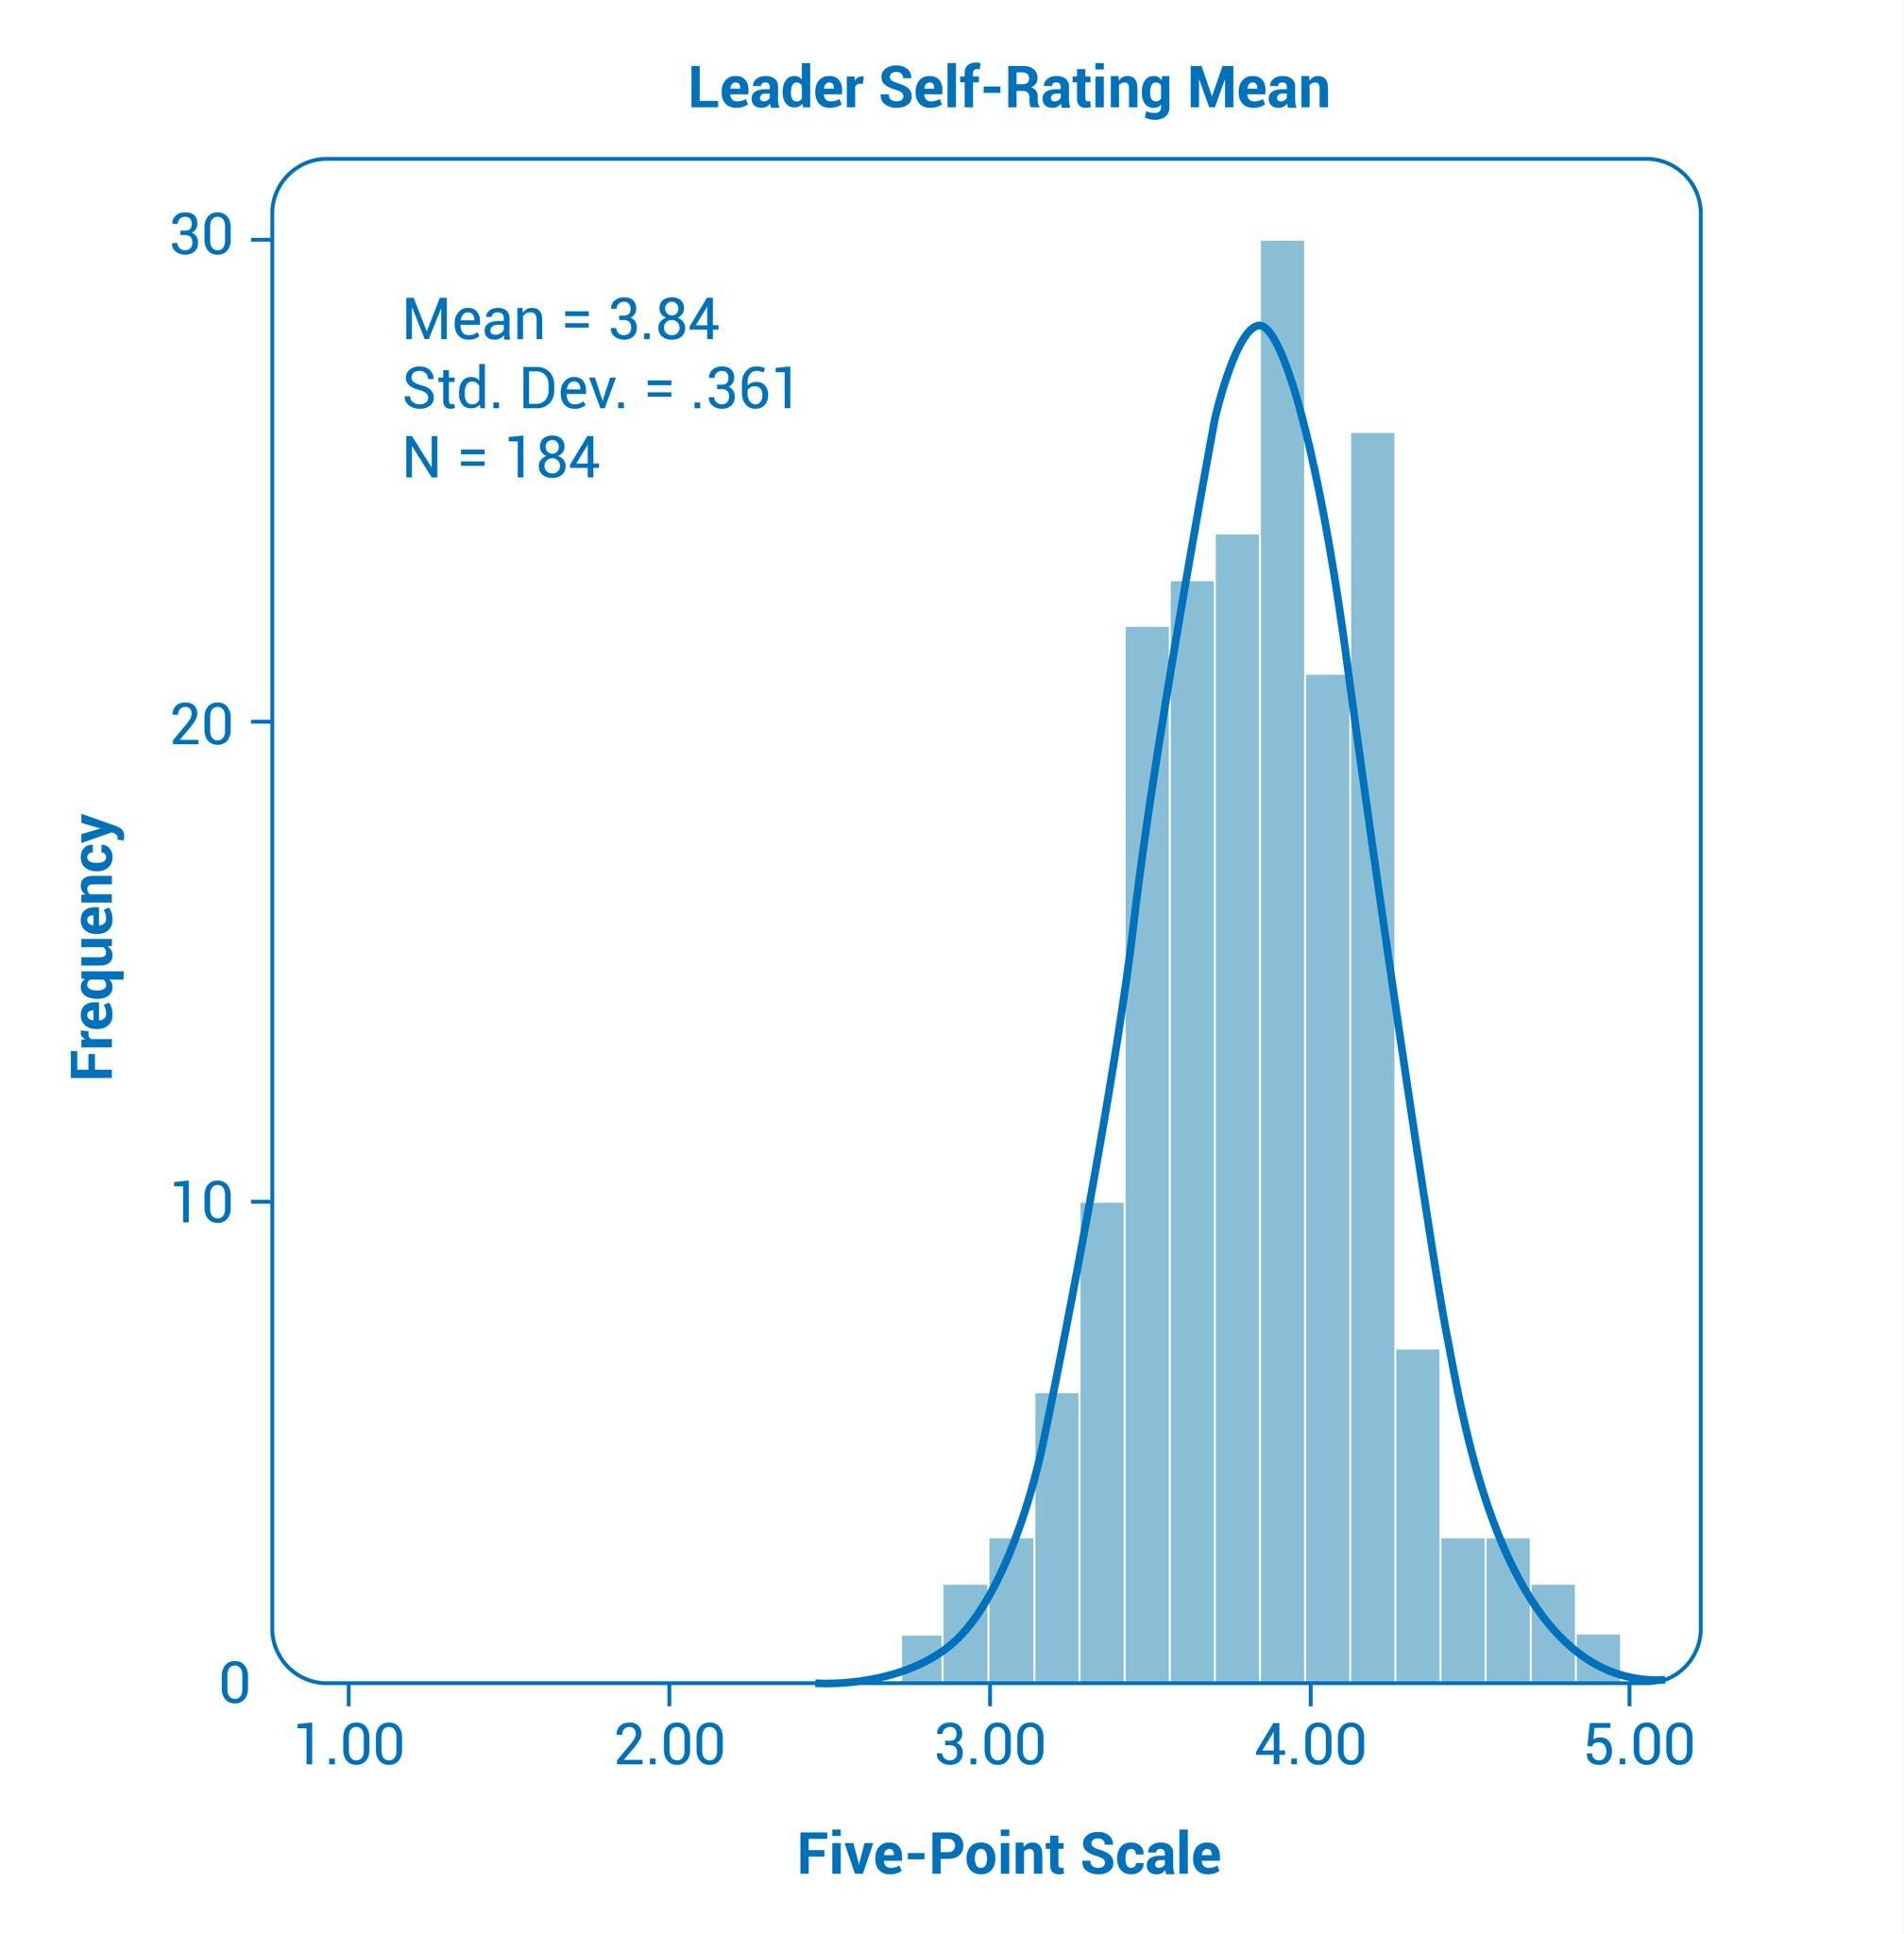 Leader Self-Rating Mean
30
Mean = 3.84
Std. Dev. = .361
N = 184
20
Frequency
10
0
1.00 2.00 3.00 4.00 5.00
Five-Point Scale